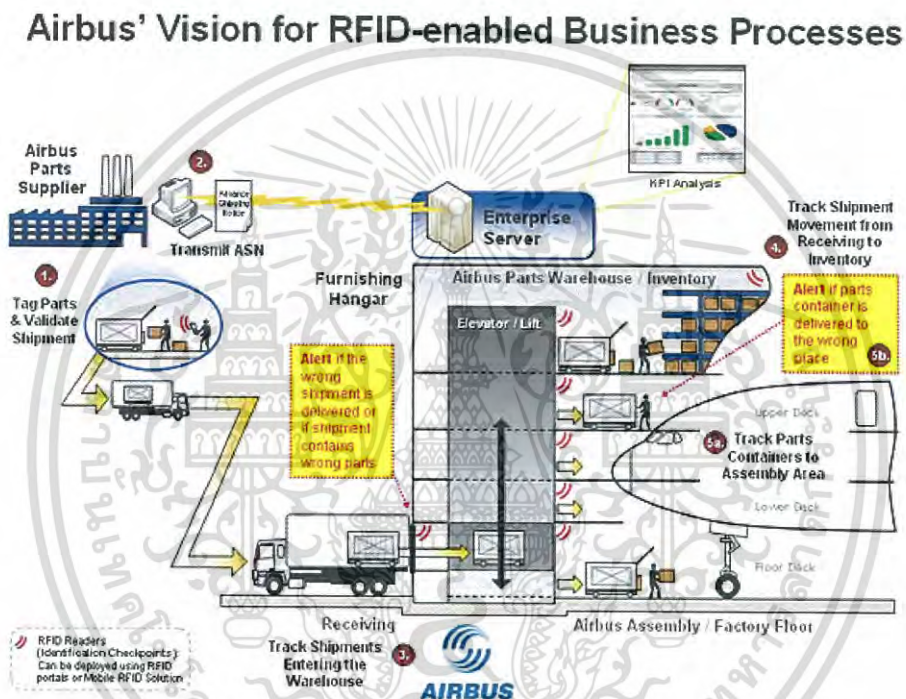 Airbus' Vision for RFID-enabled Business Processes
Airbus
Parts
Supplier
2.
Advance
Shipping
Notice
Transmit ASN
Enterprise
Server
KPI Analysis
1.
Tag Parts
& Validate
Shipment
Furnishing
Hangar
Airbus Parts Warehouse / Inventory
Elevator / Lift
4.
Track Shipment
Movement from
Receiving to
Inventory
Alert if parts
container is
delivered to
the wrong
place
5b.
Alert if the
wrong
shipment is
delivered or
if shipment
contains
wrong parts
Upper Deck
5a.
Track Parts
Containers to
Assembly Area
Lower Deck
Floor Dock
Receiving
Airbus Assembly / Factory Floor
Track Shipments
Entering the
Warehouse
3.
AIRBUS
RFID Readers
(Identification Checkpoints):
Can be deployed using RFID
portals or Mobile RFID Solution